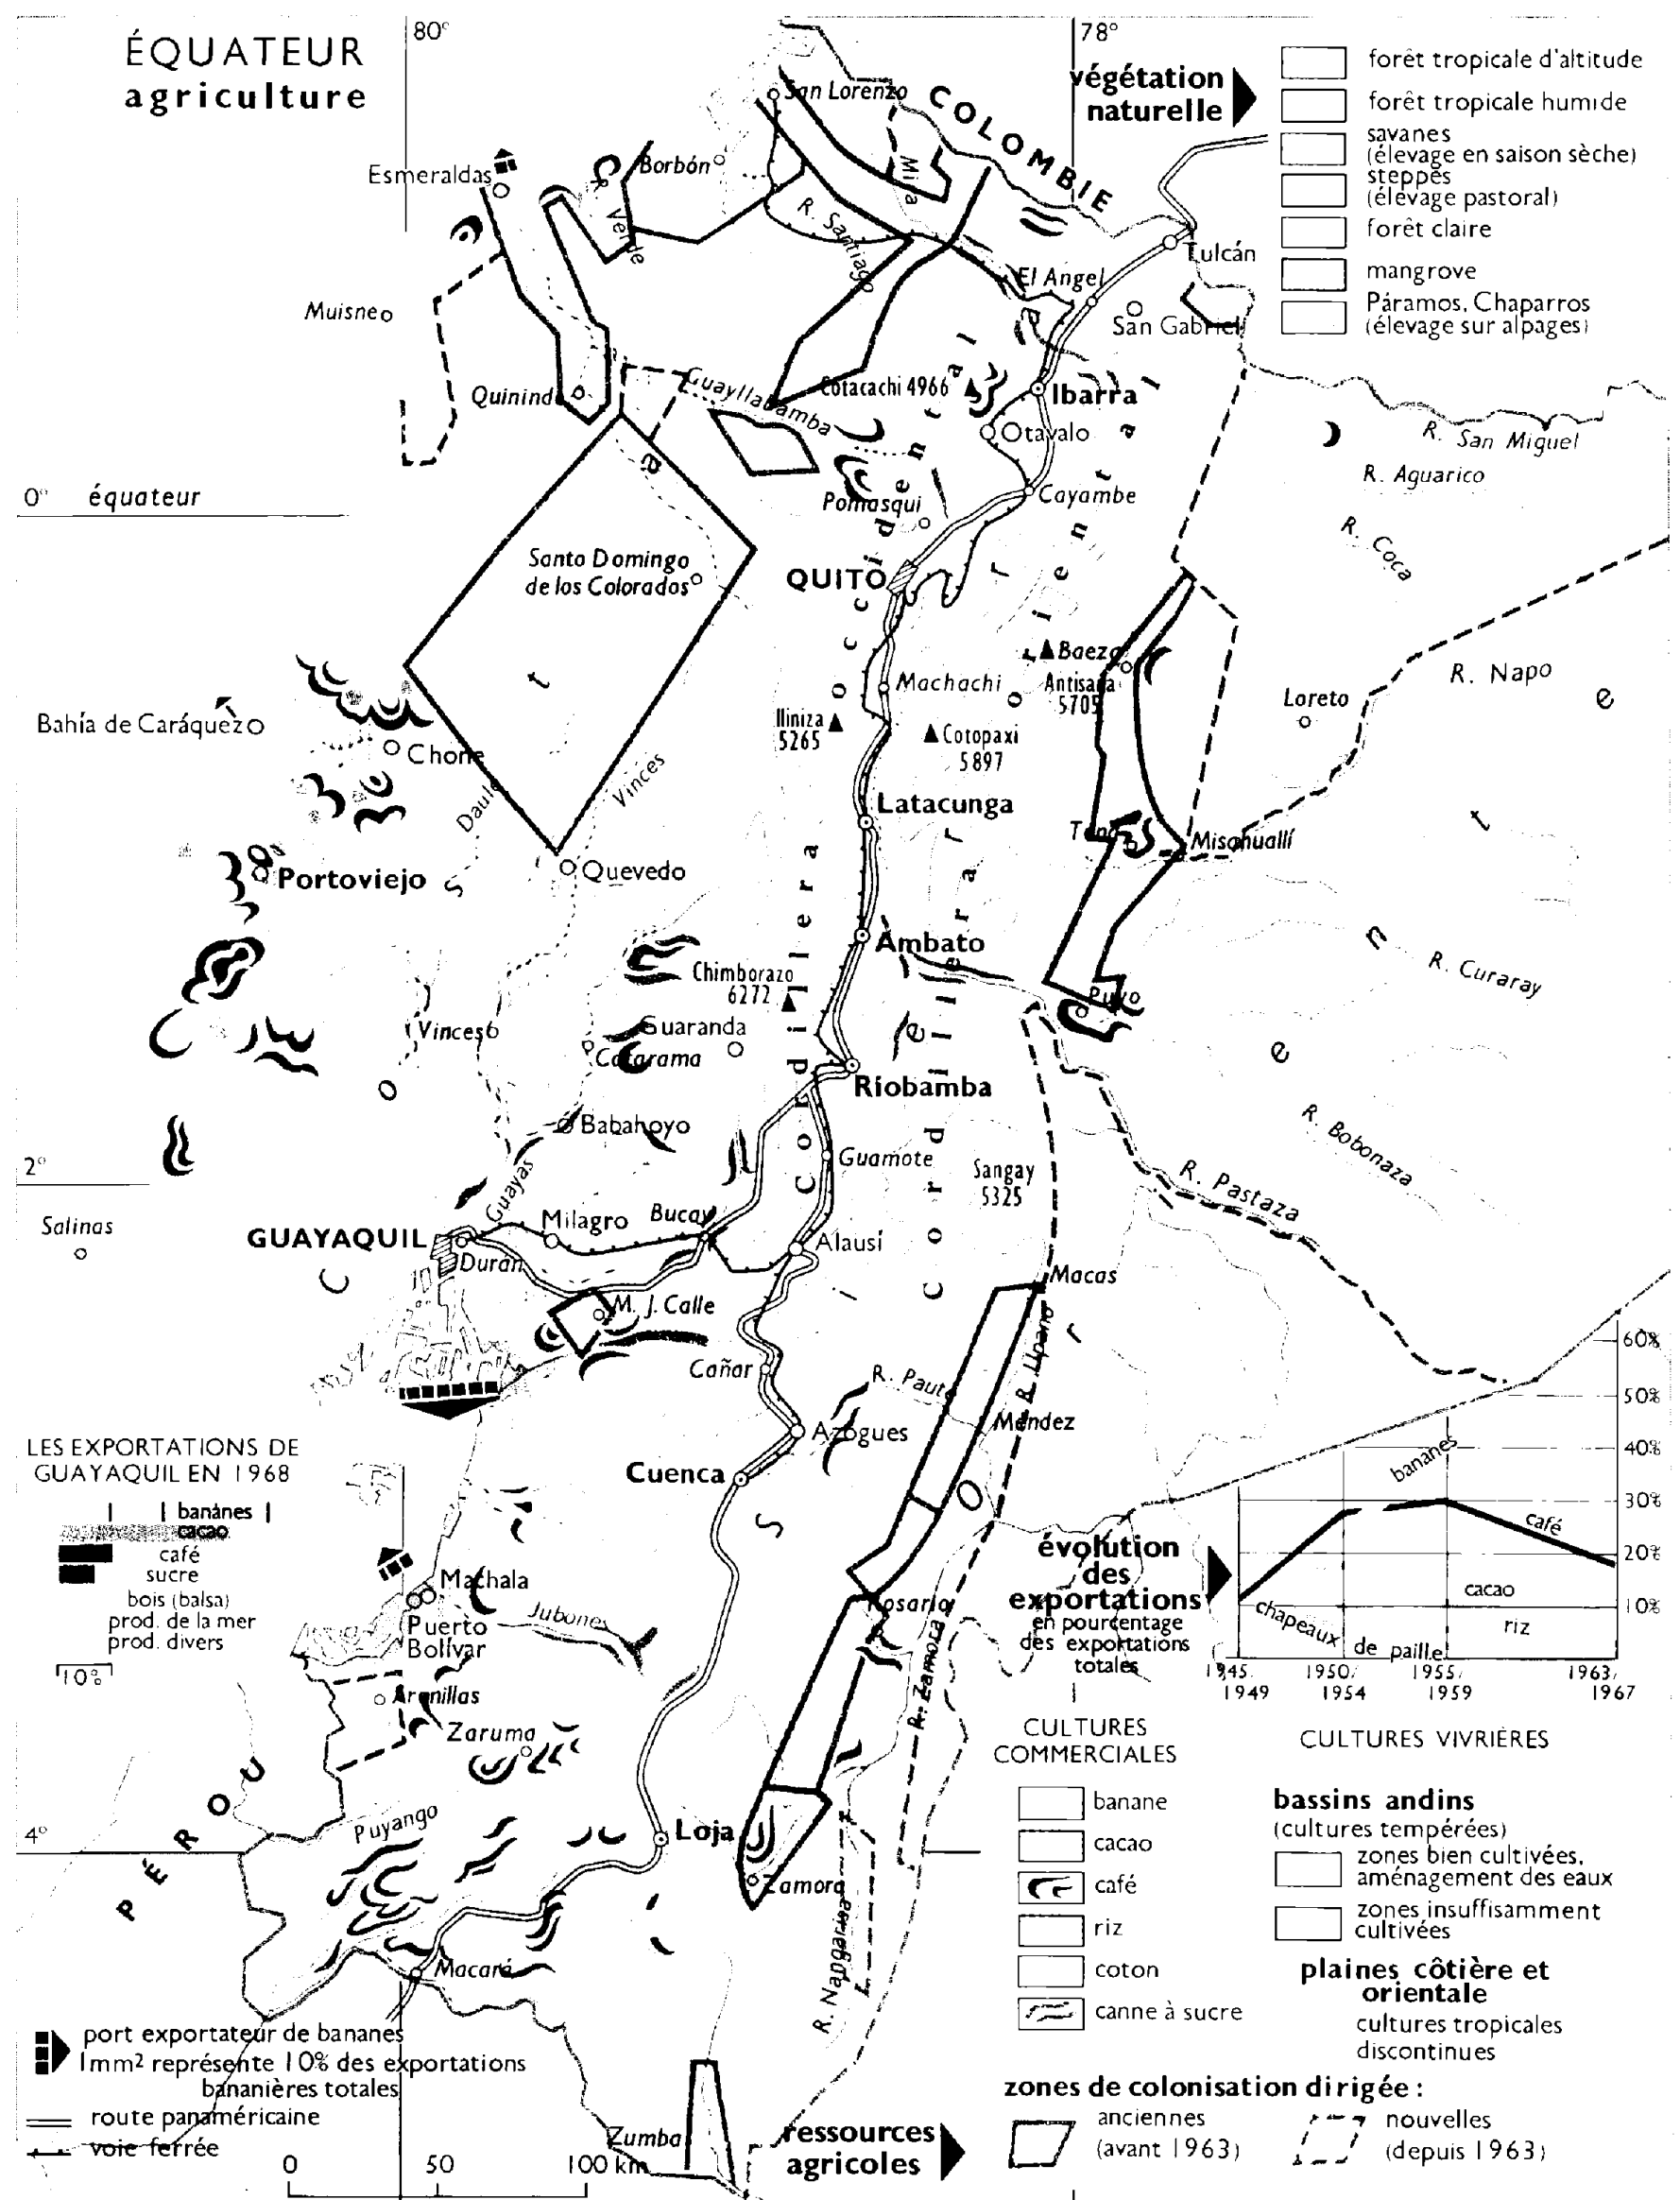 ÉQUATEUR
agriculture
80°
78°
COLOMBIE
végétation
naturelle
forêt tropicale d'altitude
forêt tropicale humide
savanes
(élevage en saison sèche)
steppes
(élevage pastoral)
forêt claire
mangrove
Páramos, Chaparros
(élevage sur alpages)
San Lorenzo
Borbón
Esmeraldas
R. Verde
Mira
R. Santiago
Tulcán
El Angel
San Gabriel
Muisne
Quinindé
Guayllabamba
Cotacachi 4966
Ibarra
Otavalo
R. San Miguel
R. Aguarico
0° équateur
Pomasqui
Cayambe
R. Coca
Santo Domingo
de los Colorados
QUITO
Baeza
Antisana
5705
Machachi
Loreto
R. Napo
Bahía de Caráquez
Chone
Iliniza
5265
Cotopaxi
5897
Daule
Vinces
Latacunga
Tena
Misahuallí
Portoviejo
Quevedo
Ambato
Chimborazo
6272
Puyo
R. Curaray
Vinces
Guaranda
Catarama
Riobamba
Cordillera occidental
Cordillera oriental
Costa
Sierra
Oriente
Babahoyo
R. Bobonaza
2°
Guayas
Guamote
Sangay
5325
R. Pastaza
Salinas
GUAYAQUIL
Milagro
Bucay
Durán
Alausí
M. J. Calle
Macas
R. Upano
Cañar
R. Paute
Méndez
Azogues
Cuenca
LES EXPORTATIONS DE
GUAYAQUIL EN 1968
bananes
cacao
café
sucre
bois (balsa)
prod. de la mer
prod. divers
10%
Machala
Puerto
Bolívar
Jubones
Rosario
R. Zamora
Arenillas
Zaruma
évolution
des
exportations
en pourcentage
des exportations
totales
60%
50%
40%
30%
20%
10%
bananes
café
cacao
riz
chapeaux de paille
1945/ 1950/ 1955/ 1963/
1949 1954 1959 1967
PÉROU
4°
Puyango
Loja
Zamora
R. Nangariza
Macará
Zumba
CULTURES
COMMERCIALES
banane
cacao
café
riz
coton
canne à sucre
CULTURES VIVRIÈRES
bassins andins
(cultures tempérées)
zones bien cultivées,
aménagement des eaux
zones insuffisamment
cultivées
plaines côtière et
orientale
cultures tropicales
discontinues
port exportateur de bananes
1mm² représente 10% des exportations
bananières totales
route panaméricaine
voie ferrée
0 50 100 km
ressources
agricoles
zones de colonisation dirigée :
anciennes
(avant 1963)
nouvelles
(depuis 1963)